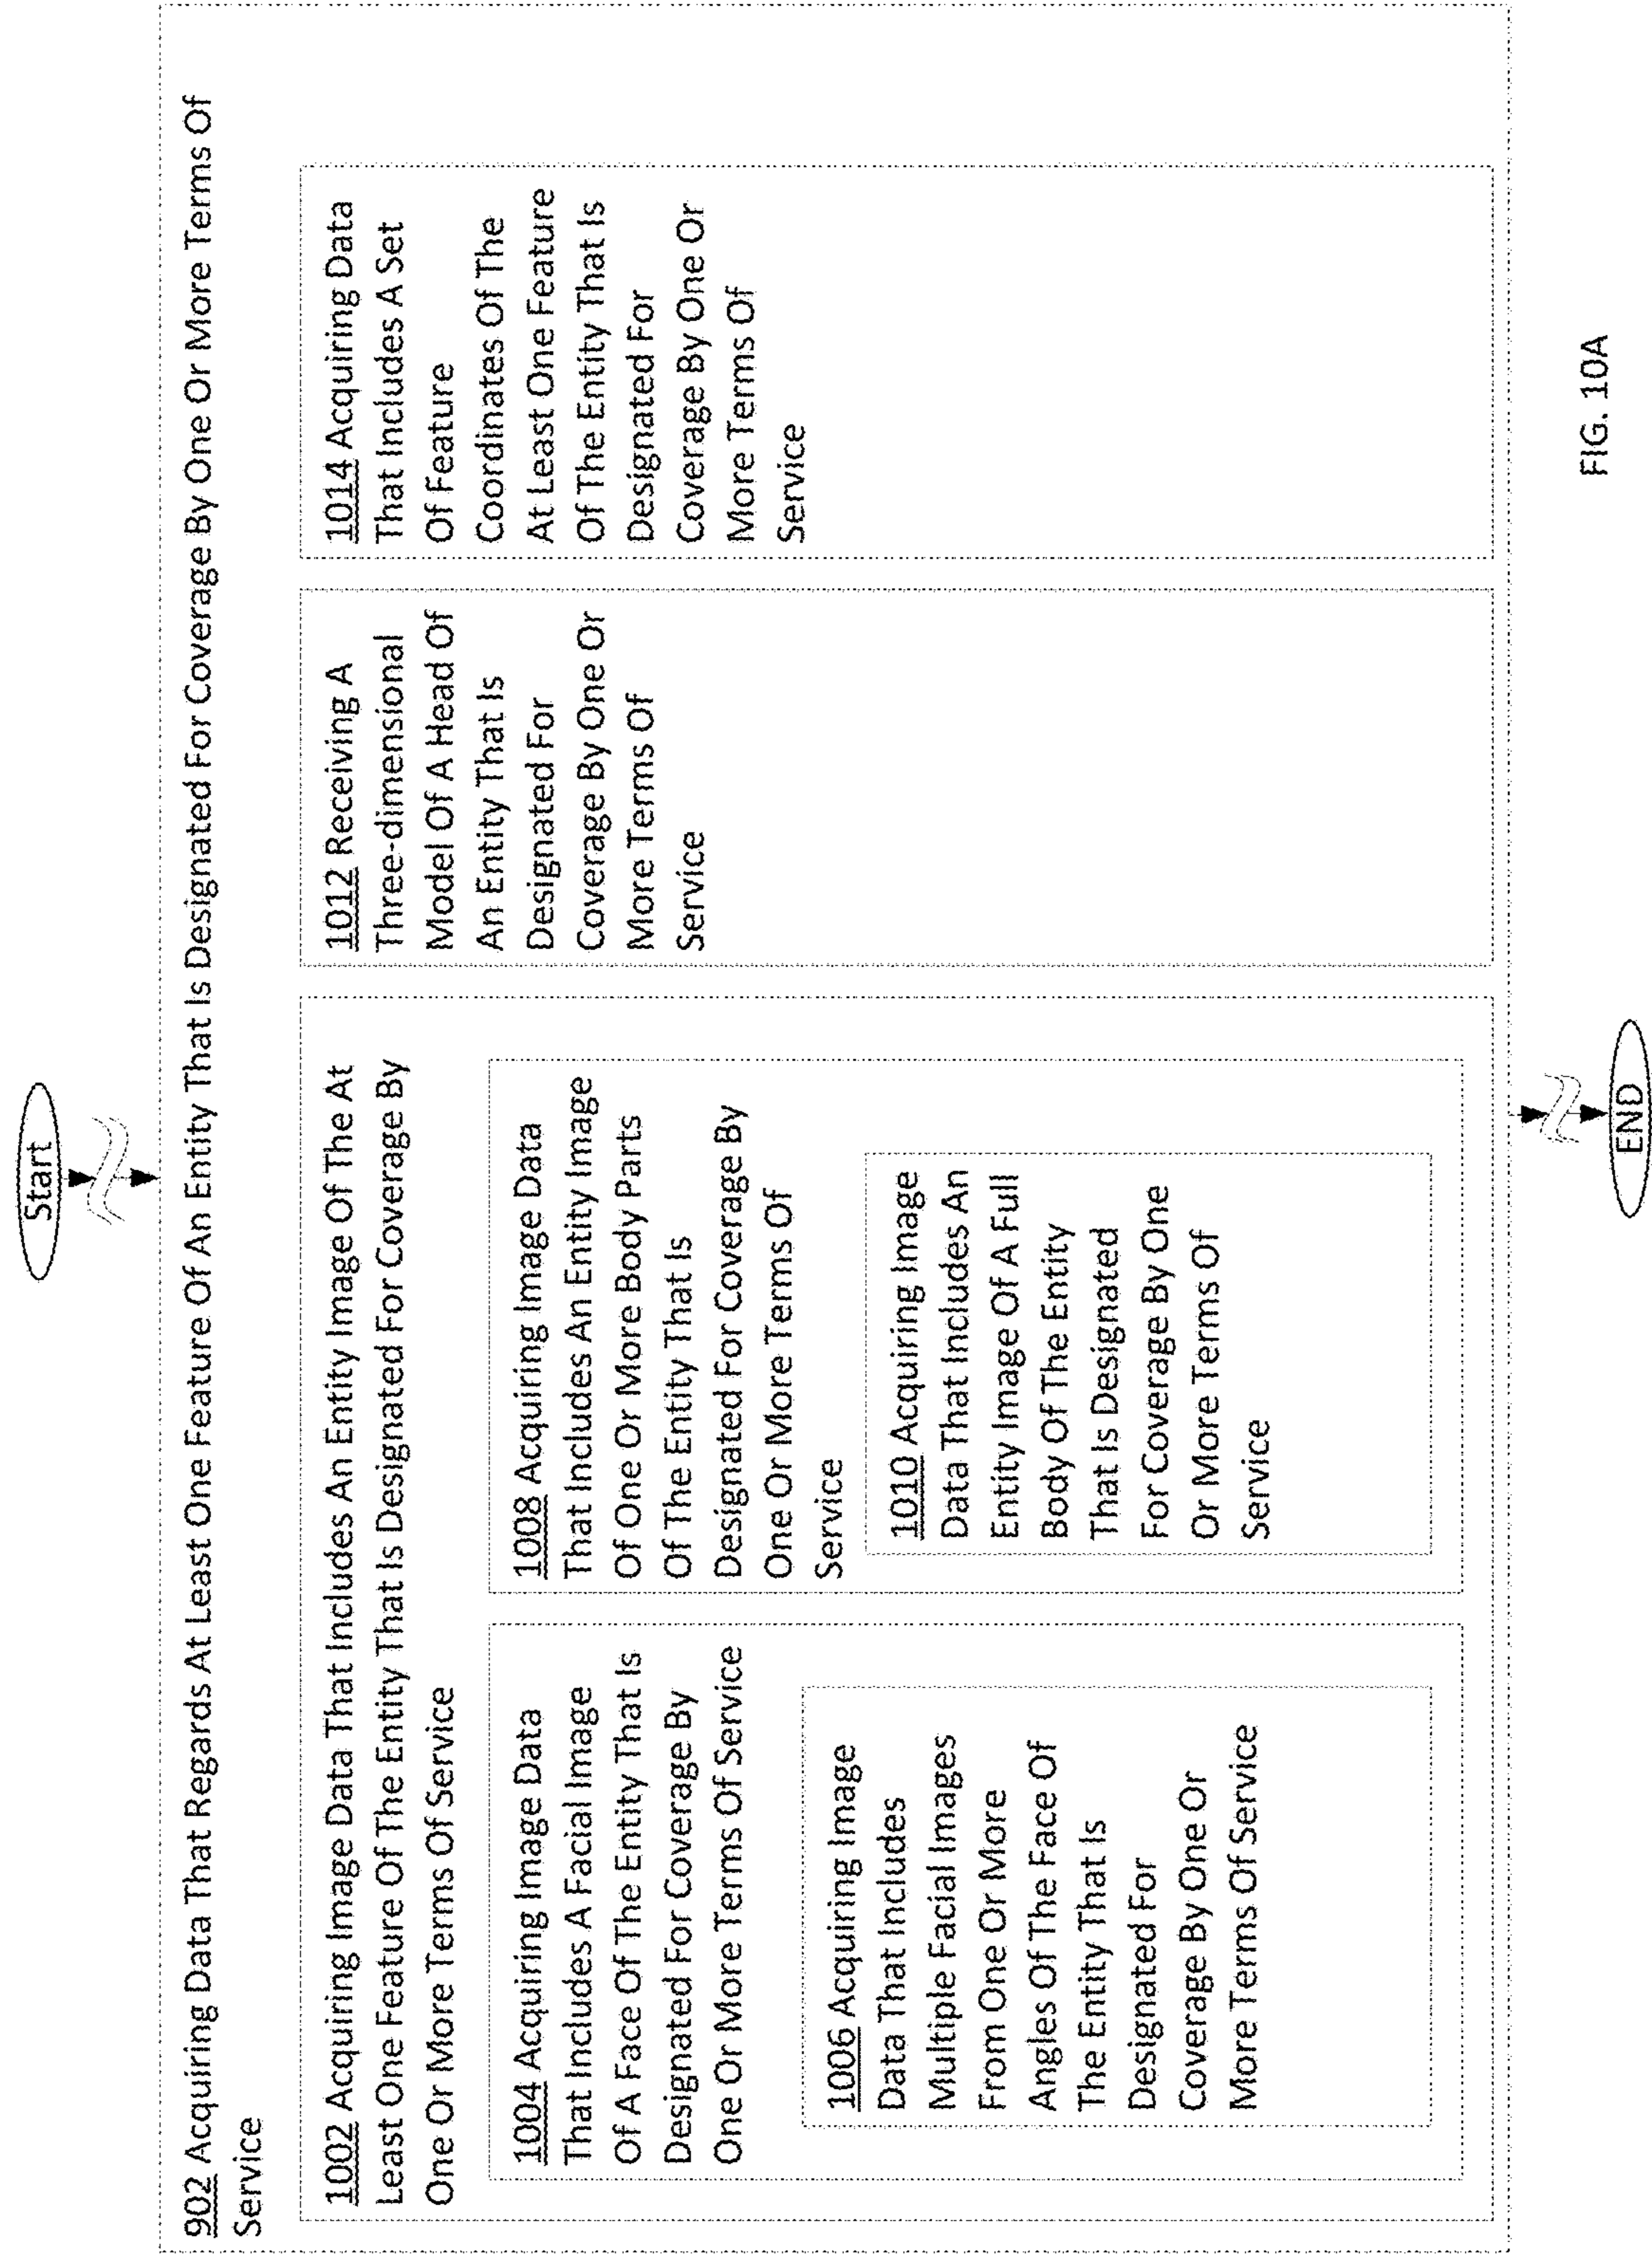 Start
902 Acquiring Data That Regards At Least One Feature Of An Entity That Is Designated For Coverage By One Or More Terms Of
Service
1002 Acquiring Image Data That Includes An Entity Image Of The At
Least One Feature Of The Entity That Is Designated For Coverage By
One Or More Terms Of Service
1004 Acquiring Image Data
That Includes A Facial Image
Of A Face Of The Entity That Is
Designated For Coverage By
One Or More Terms Of Service
1006 Acquiring Image
Data That Includes
Multiple Facial Images
From One Or More
Angles Of The Face Of
The Entity That Is
Designated For
Coverage By One Or
More Terms Of Service
1008 Acquiring Image Data
That Includes An Entity Image
Of One Or More Body Parts
Of The Entity That Is
Designated For Coverage By
One Or More Terms Of
Service
1010 Acquiring Image
Data That Includes An
Entity Image Of A Full
Body Of The Entity
That Is Designated
For Coverage By One
Or More Terms Of
Service
1012 Receiving A
Three-dimensional
Model Of A Head Of
An Entity That Is
Designated For
Coverage By One Or
More Terms Of
Service
1014 Acquiring Data
That Includes A Set
Of Feature
Coordinates Of The
At Least One Feature
Of The Entity That Is
Designated For
Coverage By One Or
More Terms Of
Service
END
FIG. 10A